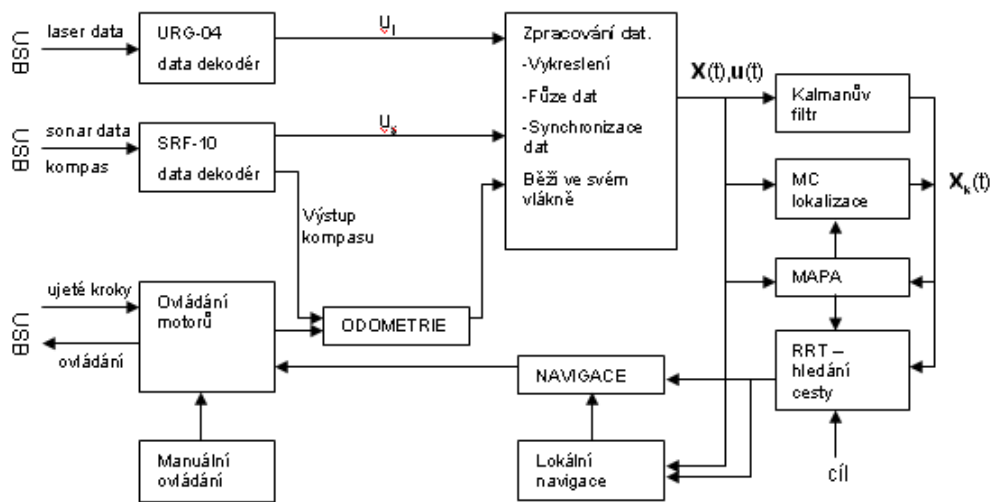 USB
laser data
URG-04
data dekodér
u_l
Zpracování dat.
-Vykreslení
-Fůze dat
-Synchronizace
dat
Běží ve svém
vlákně
X(t),u(t)
Kalmanův
filtr
USB
sonar data
kompas
SRF-10
data dekodér
u_s
MC
lokalizace
X_k(t)
Výstup
kompasu
MAPA
USB
ujeté kroky
ovládání
Ovládání
motorů
ODOMETRIE
RRT –
hledání
cesty
NAVIGACE
Manuální
ovládání
Lokální
navigace
cíl